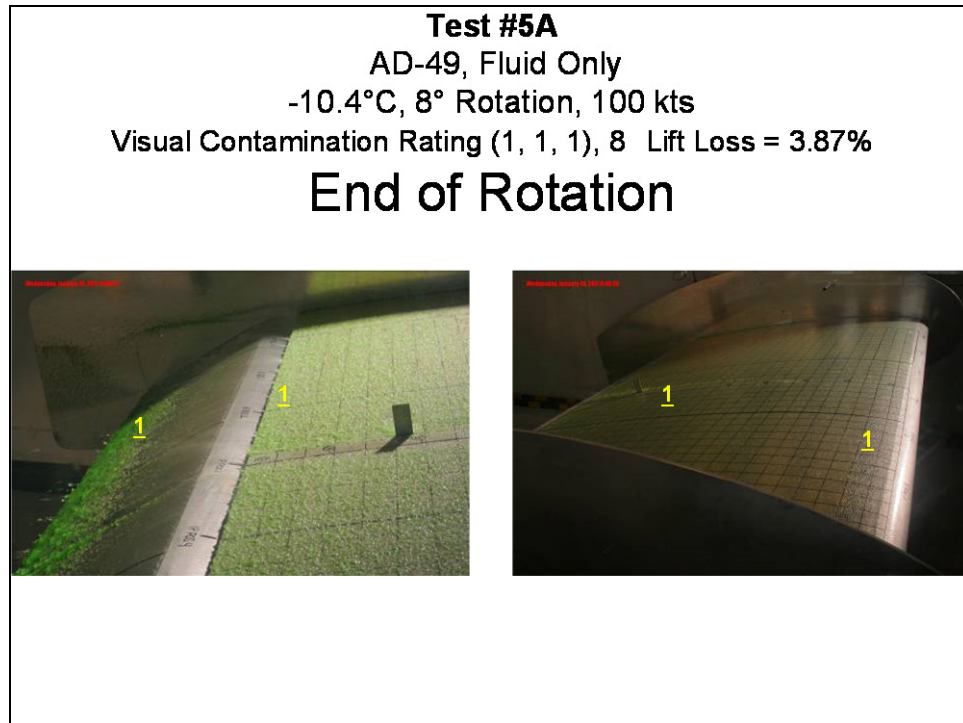 Test #5A
AD-49, Fluid Only
-10.4°C, 8° Rotation, 100 kts
Visual Contamination Rating (1, 1, 1), 8 Lift Loss = 3.87%
End of Rotation
1
1
1
1